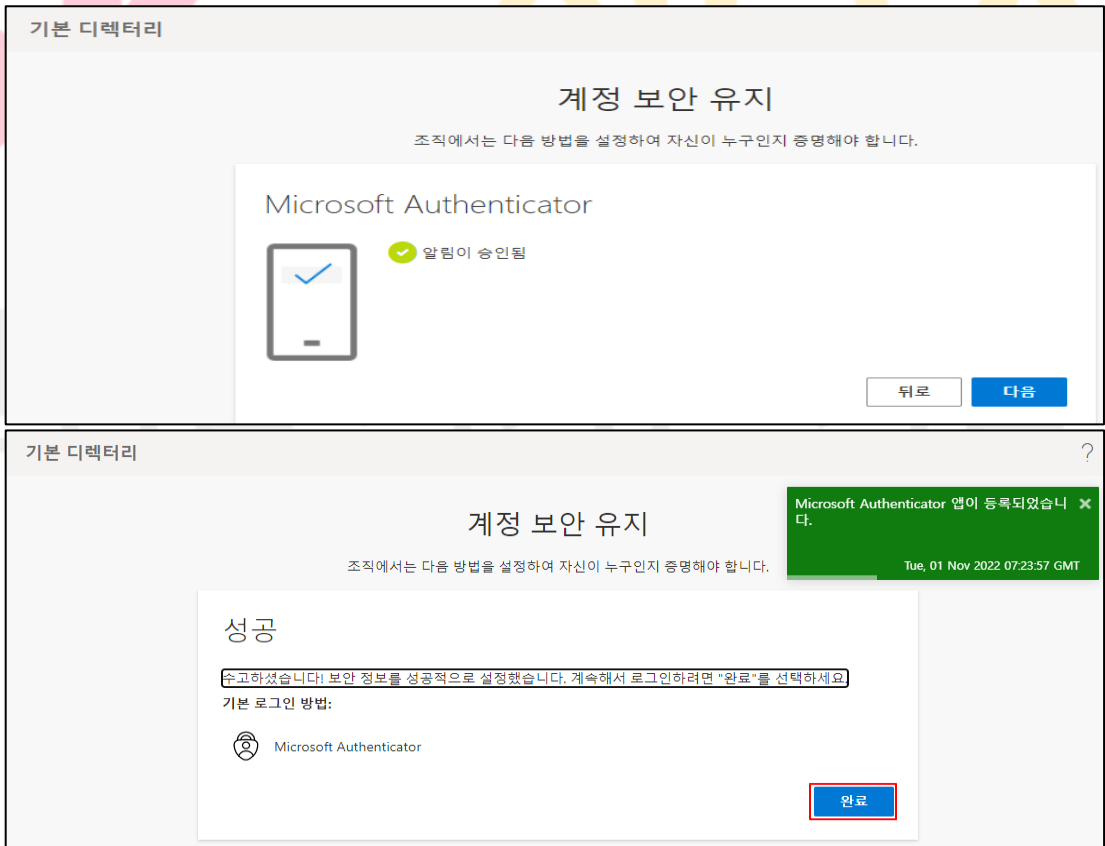 기본 디렉터리
계정 보안 유지
조직에서는 다음 방법을 설정하여 자신이 누구인지 증명해야 합니다.
Microsoft Authenticator
알림이 승인됨
뒤로
다음
기본 디렉터리
?
Microsoft Authenticator 앱이 등록되었습니
다.
Tue, 01 Nov 2022 07:23:57 GMT
계정 보안 유지
조직에서는 다음 방법을 설정하여 자신이 누구인지 증명해야 합니다.
성공
수고하셨습니다! 보안 정보를 성공적으로 설정했습니다. 계속해서 로그인하려면 "완료"를 선택하세요.
기본 로그인 방법:
Microsoft Authenticator
완료